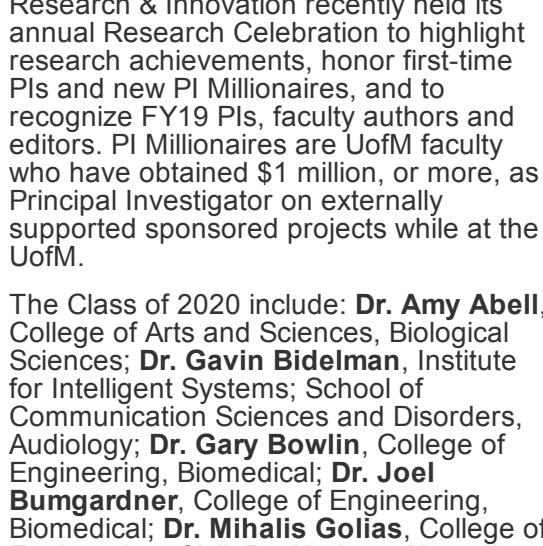 Research & Innovation recently held its
annual Research Celebration to highlight
research achievements, honor first-time
PIs and new PI Millionaires, and to
recognize FY19 PIs, faculty authors and
editors. PI Millionaires are UofM faculty
who have obtained $1 million, or more, as
Principal Investigator on externally
supported sponsored projects while at the
UofM.
The Class of 2020 include: Dr. Amy Abell,
College of Arts and Sciences, Biological
Sciences; Dr. Gavin Bidelman, Institute
for Intelligent Systems; School of
Communication Sciences and Disorders,
Audiology; Dr. Gary Bowlin, College of
Engineering, Biomedical; Dr. Joel
Bumgardner, College of Engineering,
Biomedical; Dr. Mihalis Golias, College of